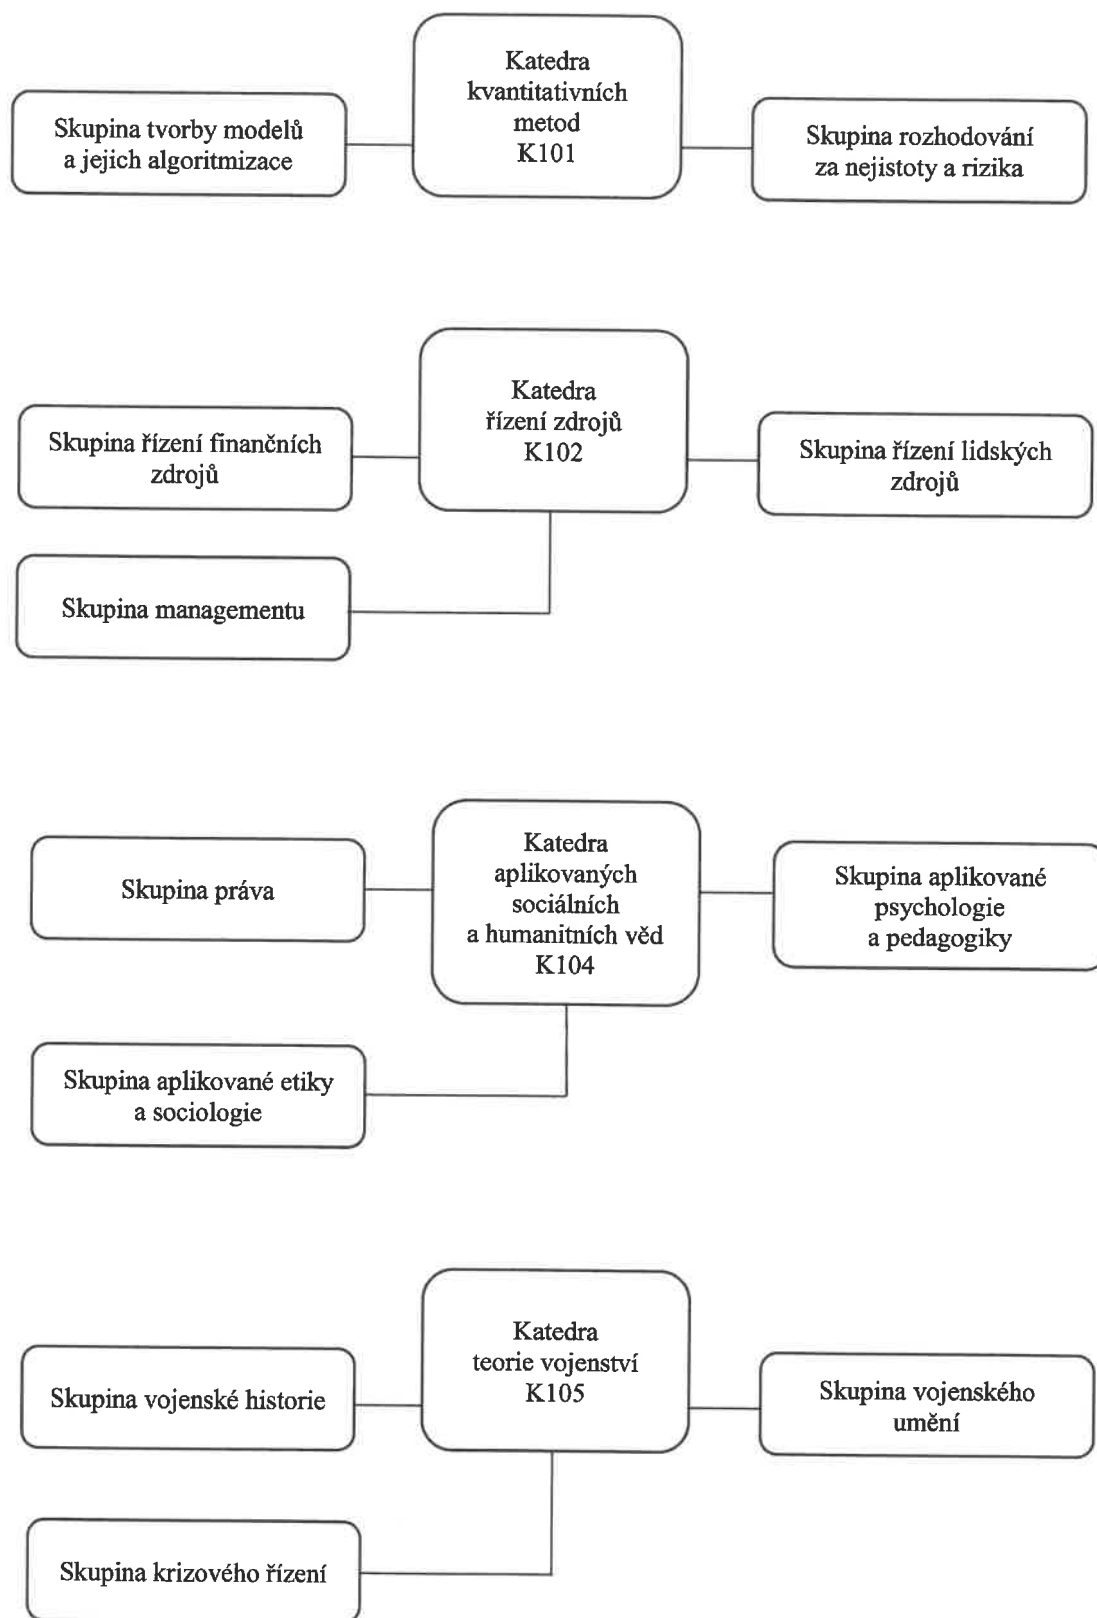 Katedra
kvantitativních
metod
K101
Skupina tvorby modelů
a jejich algoritmizace
Skupina rozhodování
za nejistoty a rizika
Katedra
řízení zdrojů
K102
Skupina řízení finančních
zdrojů
Skupina řízení lidských
zdrojů
Skupina managementu
Katedra
aplikovaných
sociálních
a humanitních věd
K104
Skupina práva
Skupina aplikované
psychologie
a pedagogiky
Skupina aplikované etiky
a sociologie
Katedra
teorie vojenství
K105
Skupina vojenské historie
Skupina vojenského
umění
Skupina krizového řízení